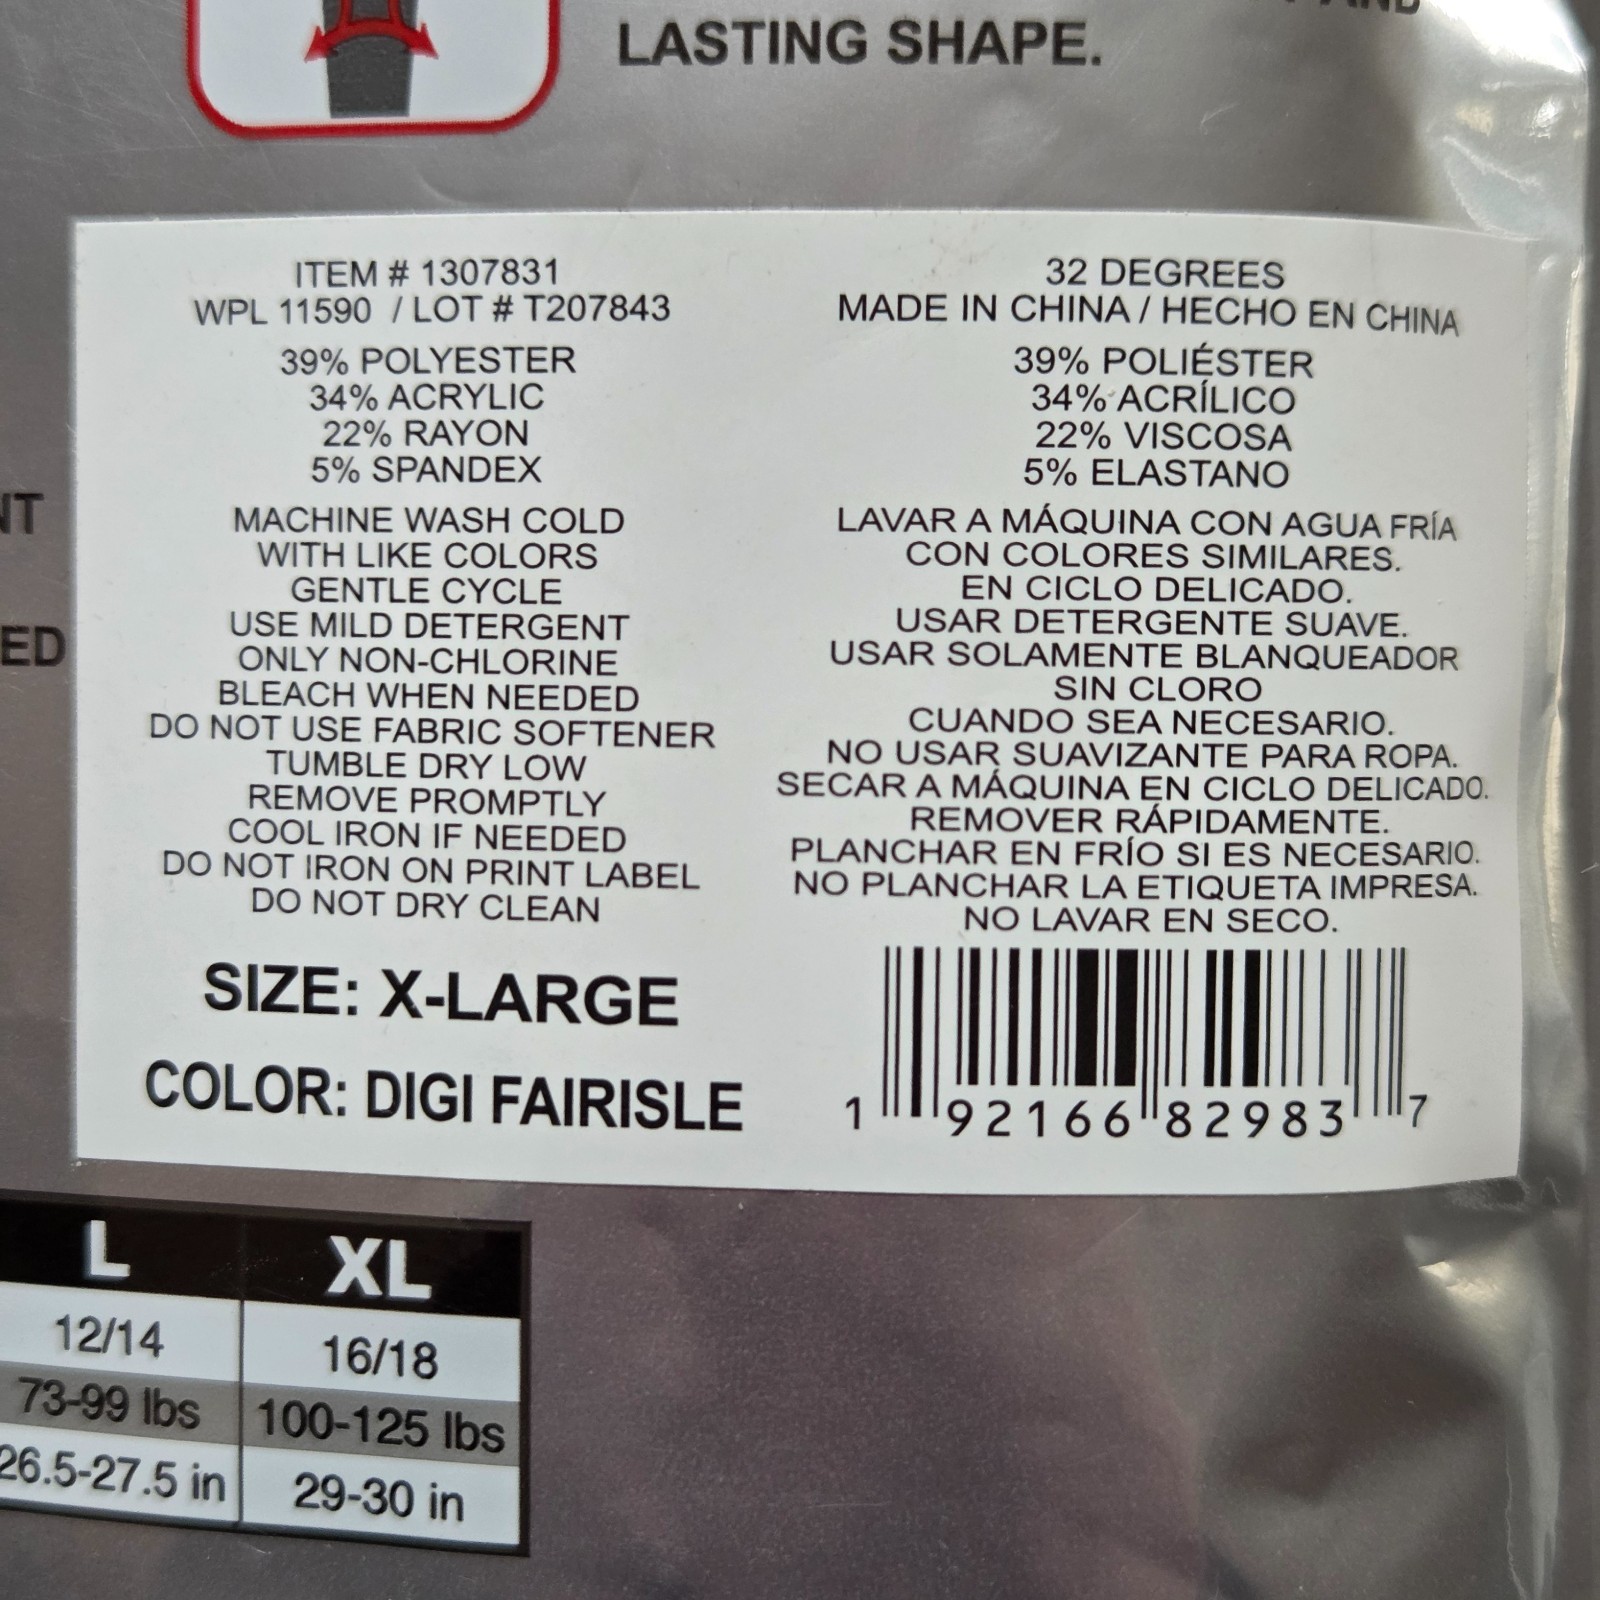 LASTING SHAPE.
ITEM # 1307831
WPL 11590 / LOT # T207843
39% POLYESTER
34% ACRYLIC
22% RAYON
5% SPANDEX
MACHINE WASH COLD
WITH LIKE COLORS
GENTLE CYCLE
USE MILD DETERGENT
ONLY NON-CHLORINE
BLEACH WHEN NEEDED
DO NOT USE FABRIC SOFTENER
TUMBLE DRY LOW
REMOVE PROMPTLY
COOL IRON IF NEEDED
DO NOT IRON ON PRINT LABEL
DO NOT DRY CLEAN
SIZE: X-LARGE
COLOR: DIGI FAIRISLE
32 DEGREES
MADE IN CHINA / HECHO EN CHINA
39% POLIÉSTER
34% ACRÍLICO
22% VISCOSA
5% ELASTANO
LAVAR A MÁQUINA CON AGUA FRÍA
CON COLORES SIMILARES.
EN CICLO DELICADO.
USAR DETERGENTE SUAVE.
USAR SOLAMENTE BLANQUEADOR
SIN CLORO
CUANDO SEA NECESARIO.
NO USAR SUAVIZANTE PARA ROPA.
SECAR A MÁQUINA EN CICLO DELICADO.
REMOVER RÁPIDAMENTE.
PLANCHAR EN FRÍO SI ES NECESARIO.
NO PLANCHAR LA ETIQUETA IMPRESA.
NO LAVAR EN SECO.
1 92166 82983 7
L XL
12/14 16/18
73-99 lbs 100-125 lbs
26.5-27.5 in 29-30 in